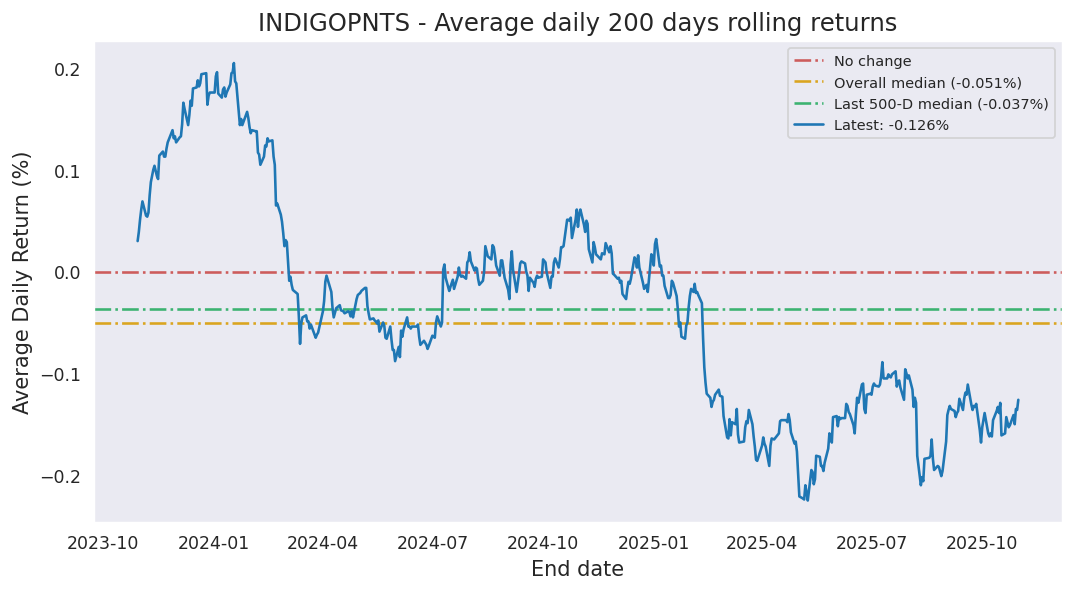 INDIGOPNTS - Average daily 200 days rolling returns
No change
Overall median (-0.051%)
Last 500-D median (-0.037%)
Latest: -0.126%
Average Daily Return (%)
0.2
0.1
0.0
−0.1
−0.2
2023-10 2024-01 2024-04 2024-07 2024-10 2025-01 2025-04 2025-07 2025-10
End date